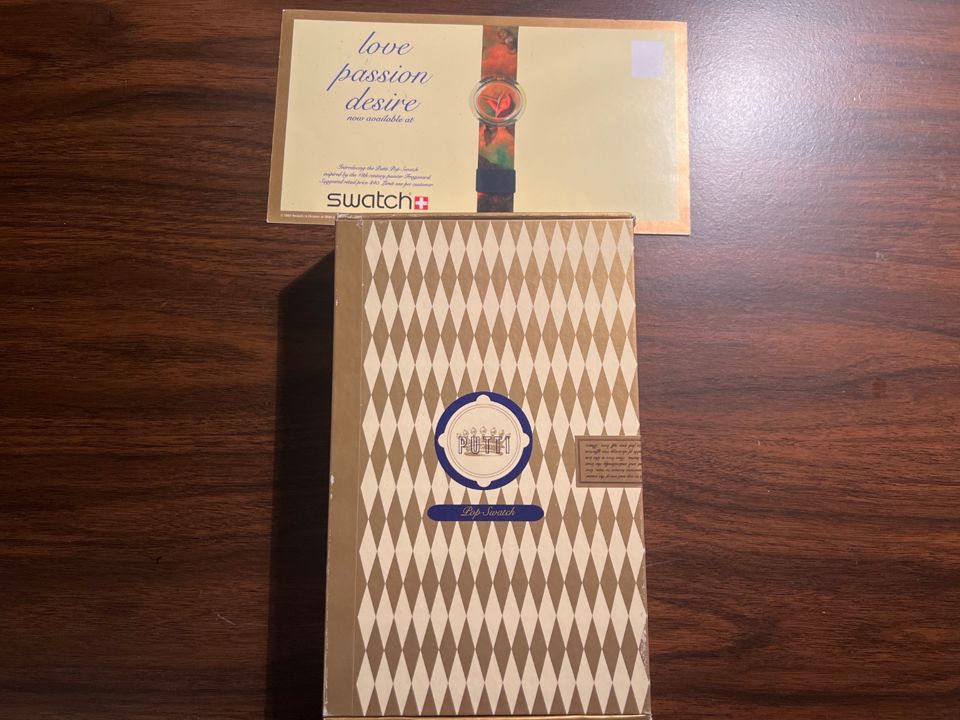 love
passion
desire
now available at
Introducing the Putti Pop Swatch
inspired by the 18th century painter Fragonard.
Suggested retail price $40. Limit one per customer
swatch
PUTTI
Pop Swatch